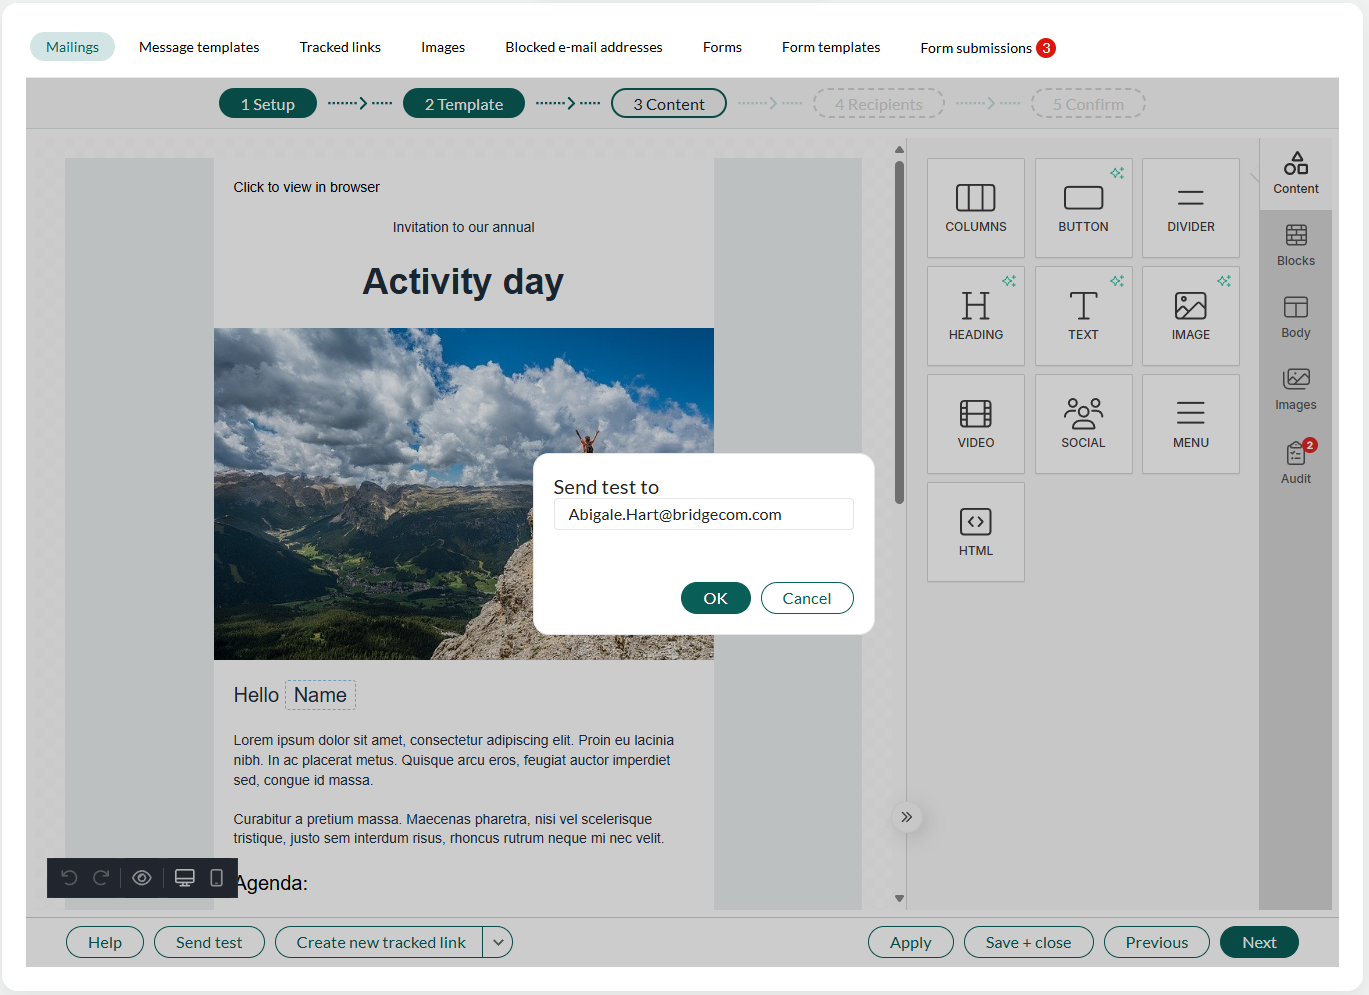 Mailings Message templates Tracked links Images Blocked e-mail addresses Forms Form templates Form submissions 3
1 Setup 2 Template 3 Content 4 Recipients 5 Confirm
Click to view in browser
Invitation to our annual
Activity day
Send test to
Abigale.Hart@bridgecom.com
OK Cancel
Hello Name
Lorem ipsum dolor sit amet, consectetur adipiscing elit. Proin eu lacinia
nibh. In ac placerat metus. Quisque arcu eros, feugiat auctor imperdiet
sed, congue id massa.
Curabitur a pretium massa. Maecenas pharetra, nisi vel scelerisque
tristique, justo sem interdum risus, rhoncus rutrum neque mi nec velit.
Agenda:
COLUMNS BUTTON DIVIDER
HEADING TEXT IMAGE
VIDEO SOCIAL MENU
HTML
Content
Blocks
Body
Images
2
Audit
Help Send test Create new tracked link Apply Save + close Previous Next